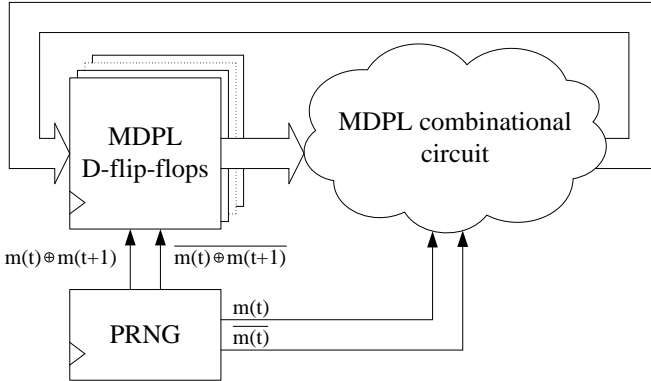 MDPL
D-flip-flops
MDPL combinational
circuit
m(t)⊕m(t+1)
m(t)⊕m(t+1)
PRNG
m(t)
m(t)